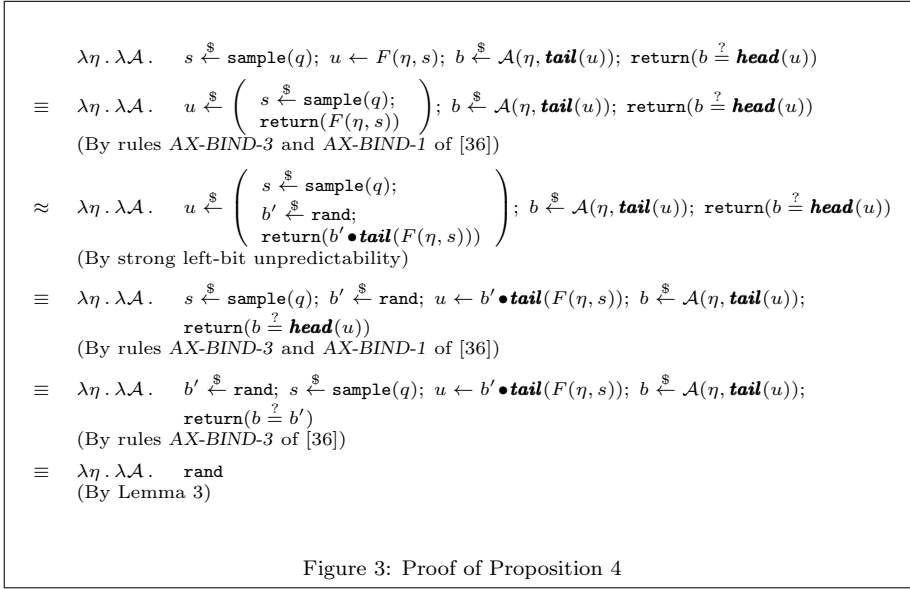 λη . λ𝒜 . s $← sample(q); u ← F(η, s); b $← 𝒜(η, tail(u)); return(b ?= head(u))
≡ λη . λ𝒜 . u $← ( s $← sample(q); return(F(η, s)) ); b $← 𝒜(η, tail(u)); return(b ?= head(u))
(By rules AX-BIND-3 and AX-BIND-1 of [36])
≈ λη . λ𝒜 . u $← ( s $← sample(q); b′ $← rand; return(b′•tail(F(η, s))) ); b $← 𝒜(η, tail(u)); return(b ?= head(u))
(By strong left-bit unpredictability)
≡ λη . λ𝒜 . s $← sample(q); b′ $← rand; u ← b′•tail(F(η, s)); b $← 𝒜(η, tail(u));
return(b ?= head(u))
(By rules AX-BIND-3 and AX-BIND-1 of [36])
≡ λη . λ𝒜 . b′ $← rand; s $← sample(q); u ← b′•tail(F(η, s)); b $← 𝒜(η, tail(u));
return(b ?= b′)
(By rules AX-BIND-3 of [36])
≡ λη . λ𝒜 . rand
(By Lemma 3)
Figure 3: Proof of Proposition 4